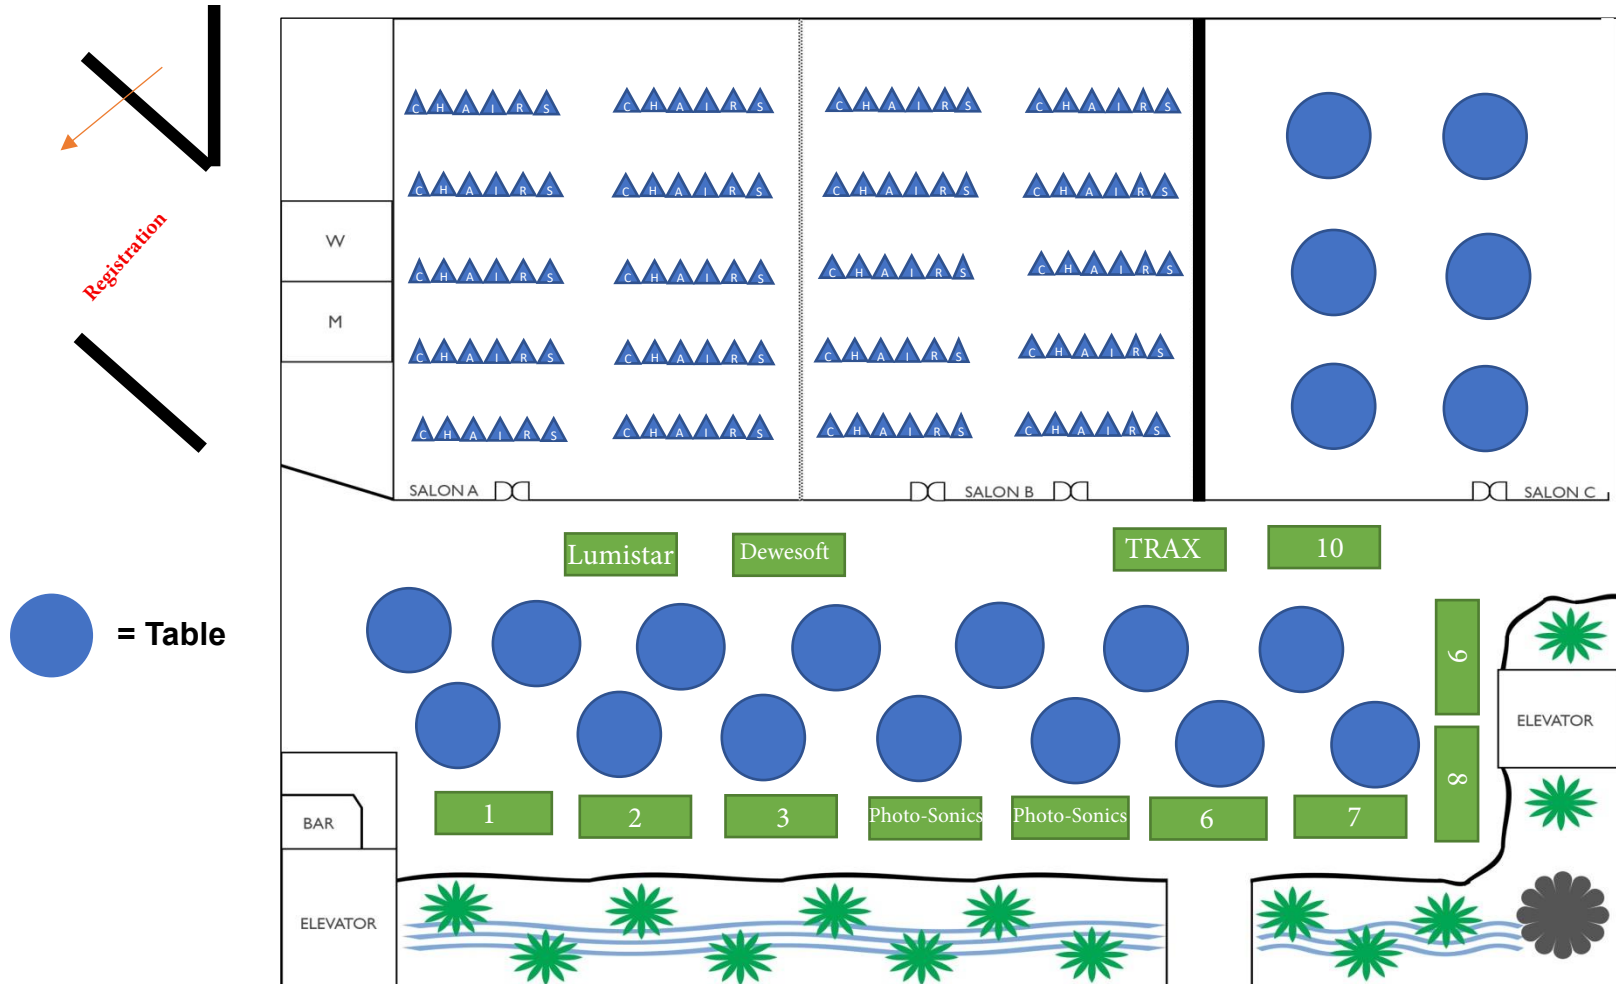 C H A I R S C H A I R S C H A I R S C H A I R S
C H A I R S C H A I R S C H A I R S C H A I R S
Registration
W
C H A I R S C H A I R S C H A I R S C H A I R S
M
C H A I R S C H A I R S C H A I R S C H A I R S
C H A I R S C H A I R S C H A I R S C H A I R S
SALON A
SALON B
SALON C
Lumistar
Dewesoft
TRAX
10
= Table
9
ELEVATOR
8
1
2
3
Photo-Sonics
Photo-Sonics
6
7
BAR
ELEVATOR